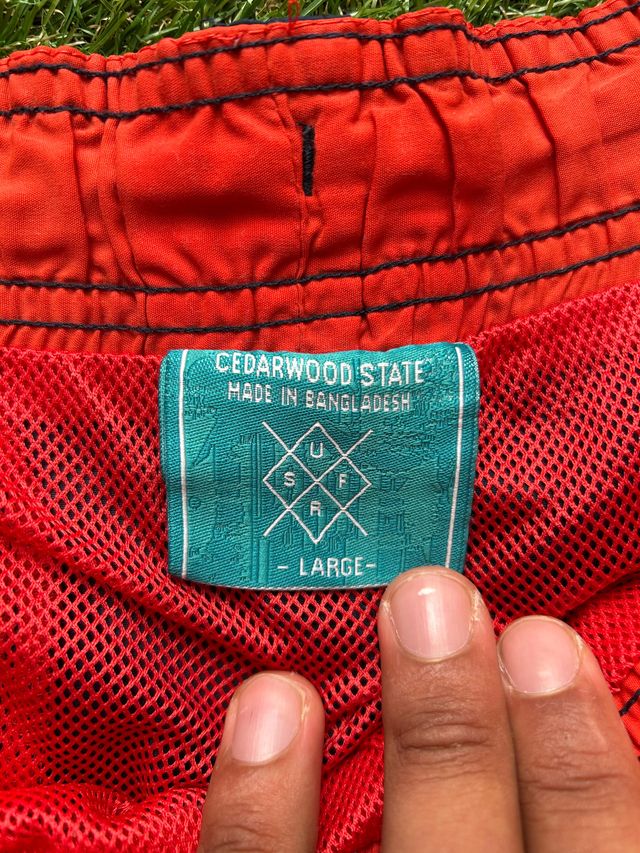 CEDARWOOD STATE
MADE IN BANGLADESH
U
S F
R
- LARGE-